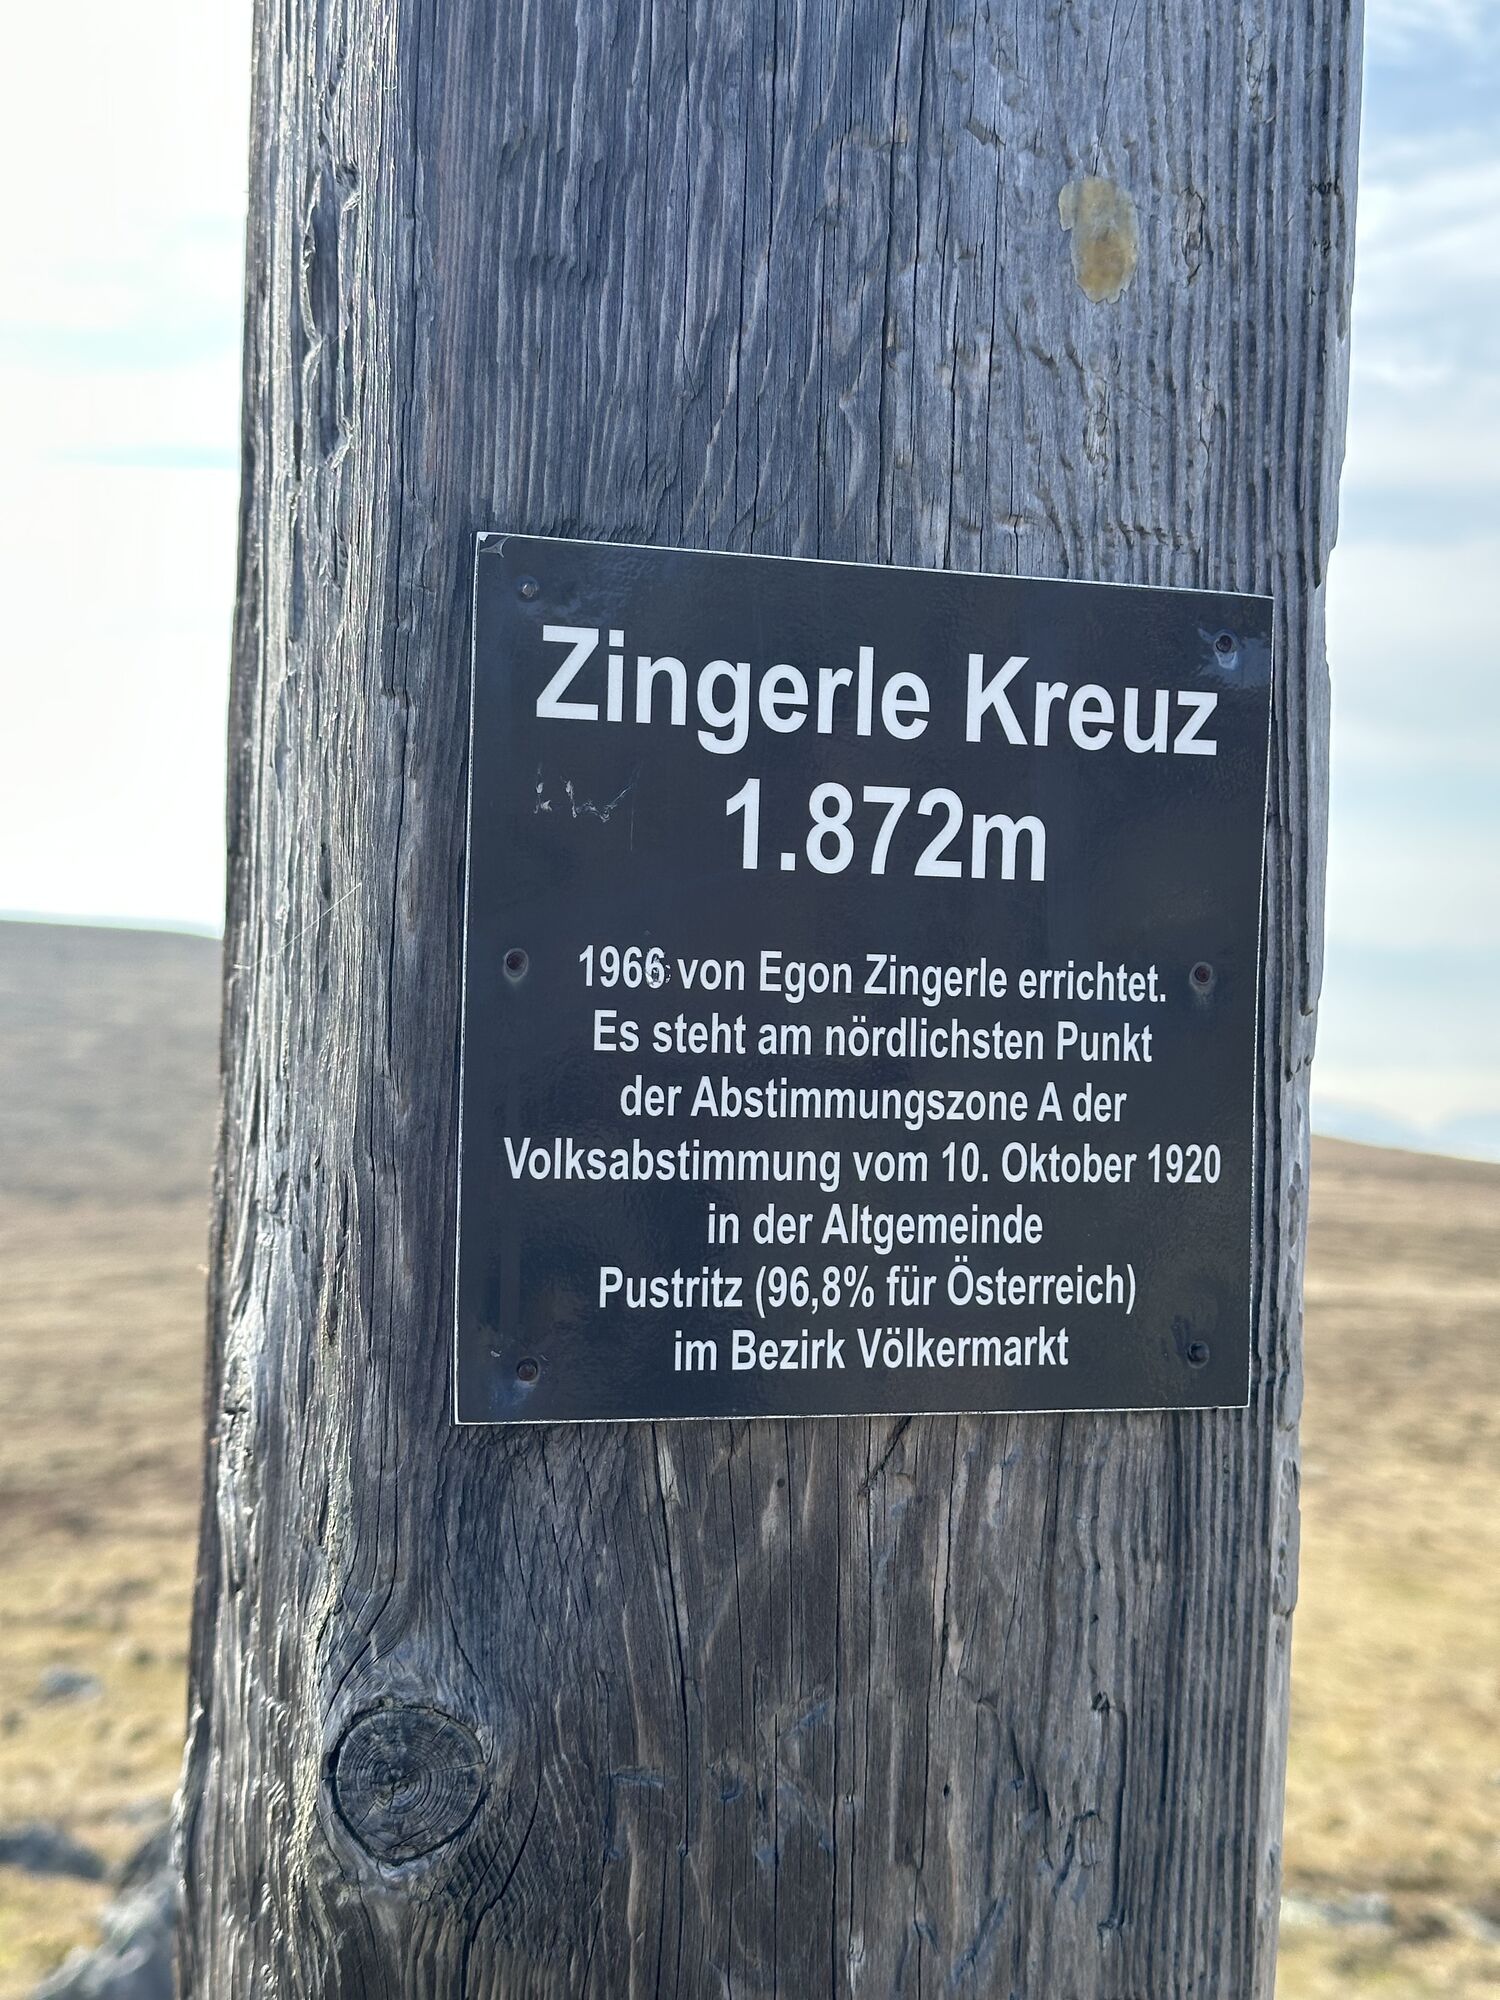 Zingerle Kreuz
1.872m
1966 von Egon Zingerle errichtet.
Es steht am nördlichsten Punkt
der Abstimmungszone A der
Volksabstimmung vom 10. Oktober 1920
in der Altgemeinde
Pustritz (96,8% für Österreich)
im Bezirk Völkermarkt